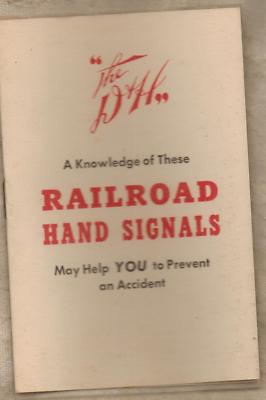 "The
D&H"
A Knowledge of These
RAILROAD
HAND SIGNALS
May Help YOU to Prevent
an Accident